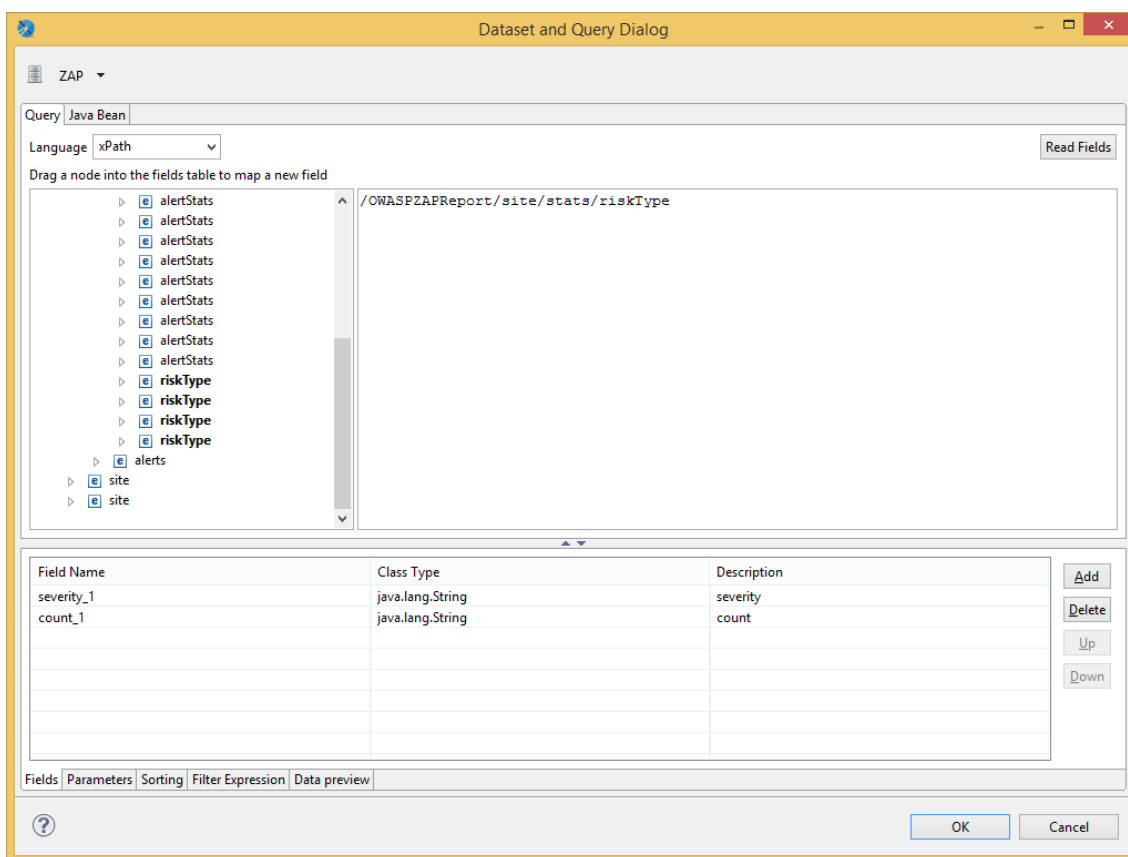 Dataset and Query Dialog
ZAP
Query Java Bean
Language xPath Read Fields
Drag a node into the fields table to map a new field
e alertStats /OWASPZAPReport/site/stats/riskType
e alertStats
e alertStats
e alertStats
e alertStats
e alertStats
e alertStats
e alertStats
e alertStats
e riskType
e riskType
e riskType
e riskType
e alerts
e site
e site
Field Name Class Type Description
Add
severity_1 java.lang.String severity
Delete
count_1 java.lang.String count
Up
Down
Fields Parameters Sorting Filter Expression Data preview
? OK Cancel